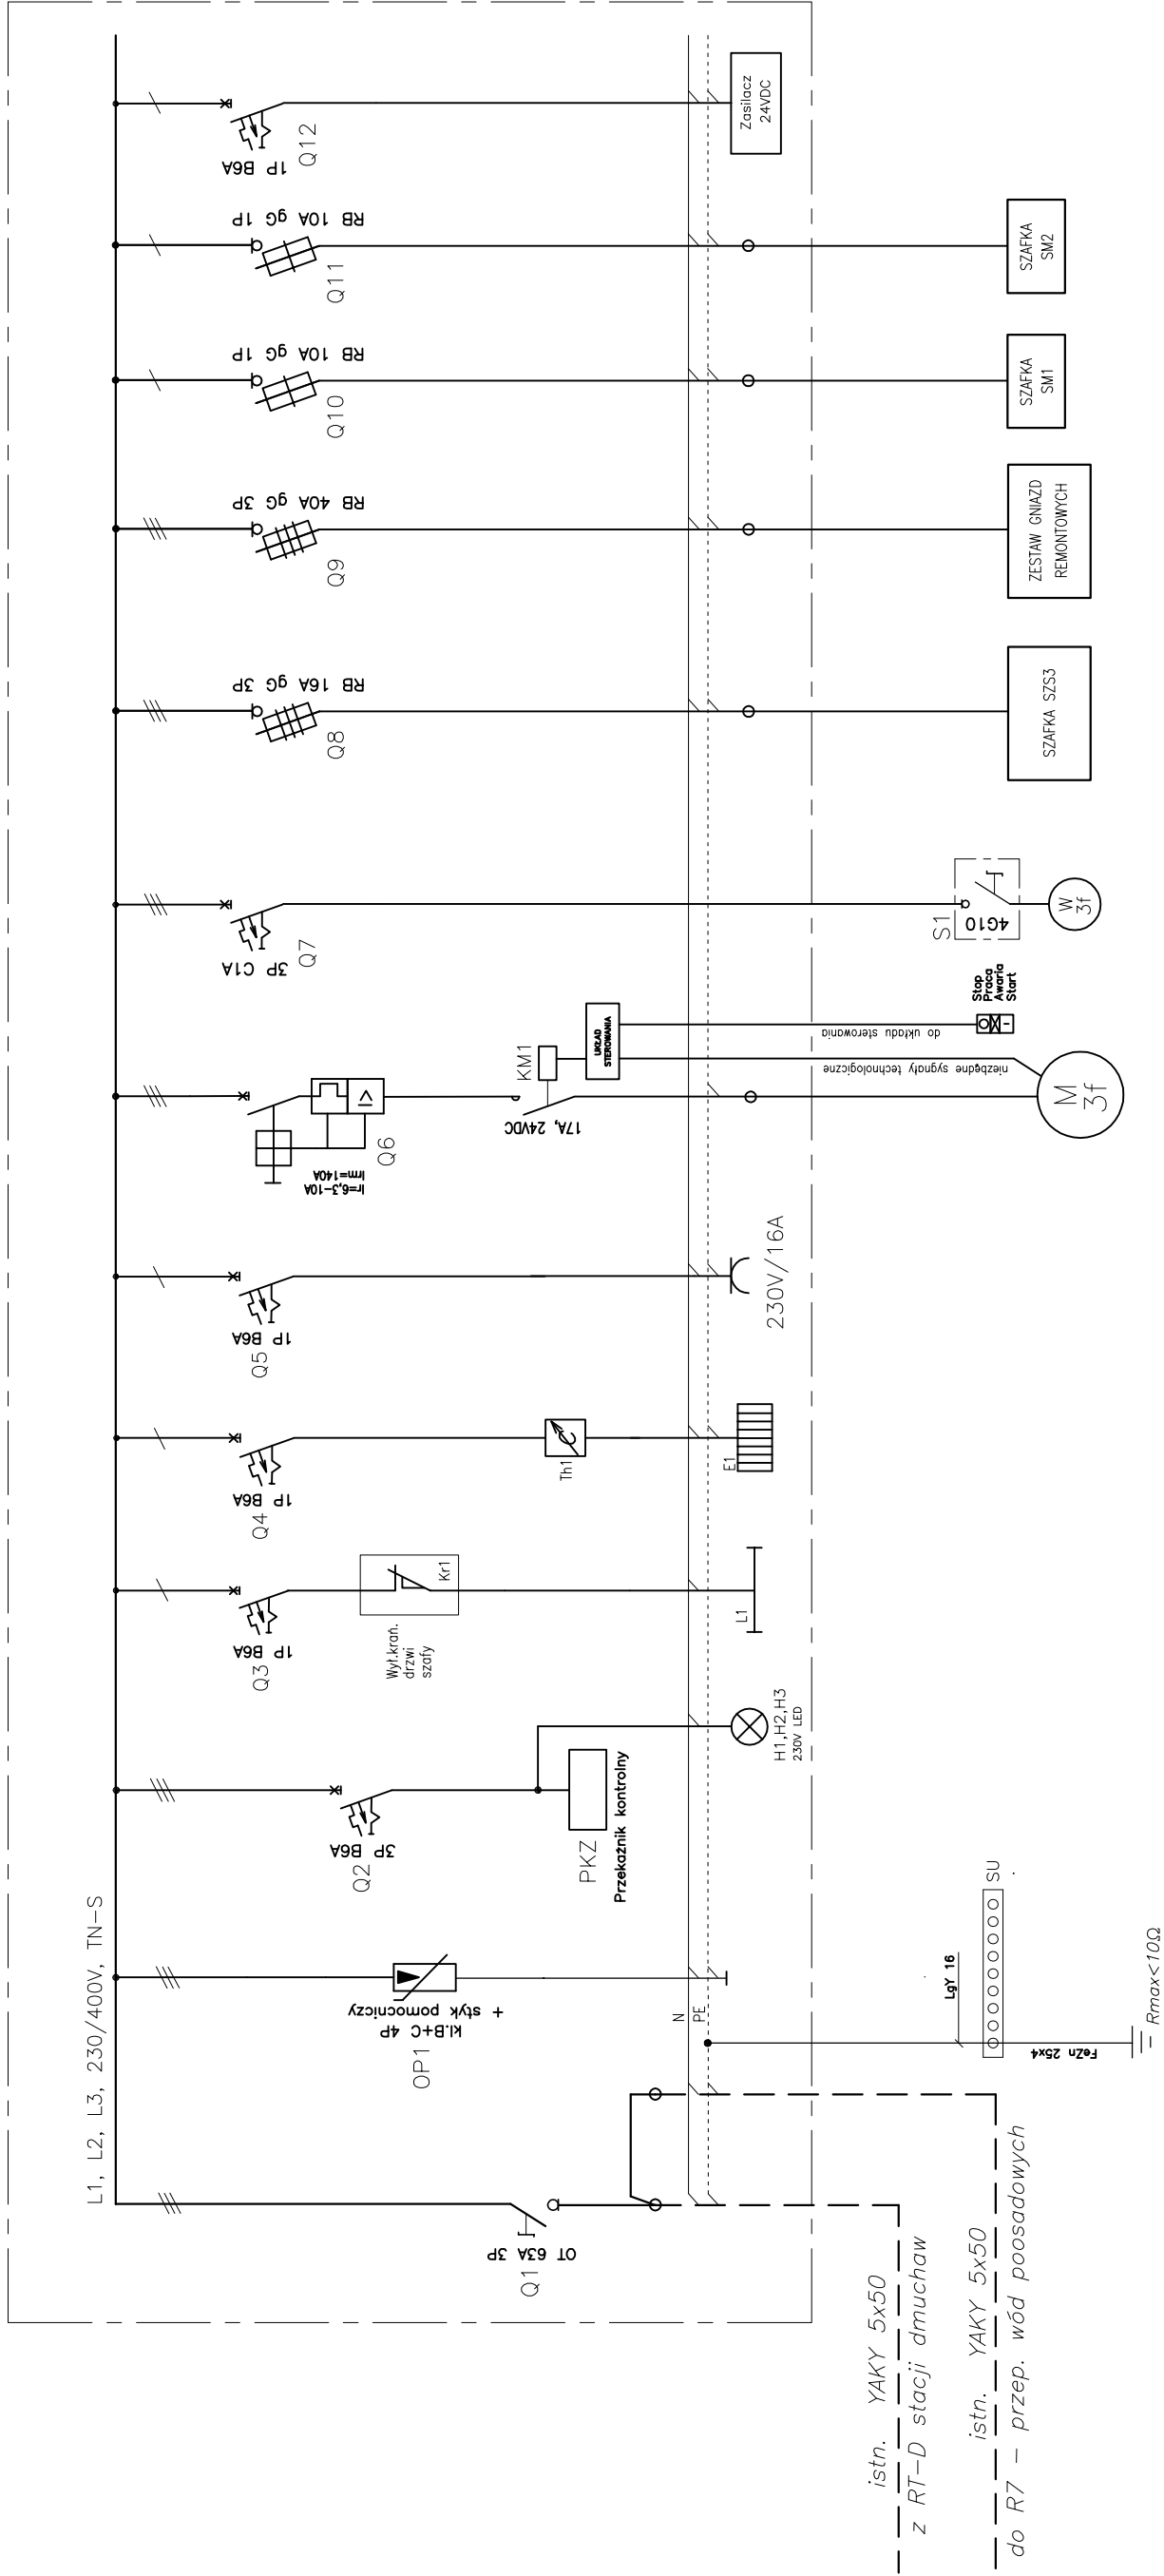 L1, L2, L3, 230/400V, TN-S
OT 63A 3P
Q1
kl.B+C 4P
+ styk pomocniczy
OP1
3P B6A
Q2
PKZ
Przekaźnik kontrolny
H1,H2,H3
230V LED
1P B6A
Q3
Wył.krań.
drzwi
szafy
Kr1
L1
1P B6A
Q4
Th1
E1
1P B6A
Q5
230V/16A
Ir=6,3-10A
Irm=140A
Q6
KM1
17A, 24VDC
UKŁAD
STEROWANIA
do układu sterowania
niezbędne sygnały technologiczne
Stop
Praca
Awaria
Start
M
3f
3P C1A
Q7
S1
4G10
W
3f
RB 16A gG 3P
Q8
SZAFKA SZS3
RB 40A gG 3P
Q9
ZESTAW GNIAZD
REMONTOWYCH
RB 10A gG 1P
Q10
SZAFKA
SM1
RB 10A gG 1P
Q11
SZAFKA
SM2
1P B6A
Q12
Zasilacz
24VDC
N
PE
LgY 16
SU
FeZn 25x4
Rmax<10Ω
istn. YAKY 5x50
z RT-D stacji dmuchaw
istn. YAKY 5x50
do R7 - przep. wód poosadowych